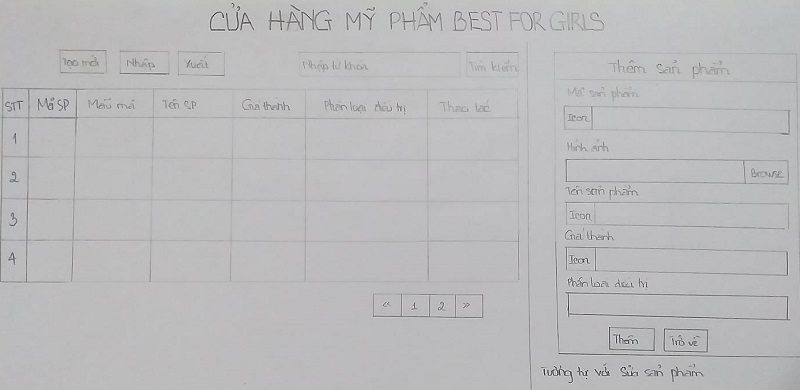 CỬA HÀNG MỸ PHẨM BEST FOR GIRLS
Tạo mới Nhập Xuất Nhập từ khóa Tìm kiếm
STT Mã SP Mẫu mã Tên SP Giá thành Phân loại điều trị Thao tác
1
2
3
4
« 1 2 »
Thêm sản phẩm
Mã sản phẩm
Icon
Hình ảnh
Browse
Tên sản phẩm
Icon
Giá thành
Icon
Phân loại điều trị
Thêm Trở về
Tương tự với Sửa sản phẩm